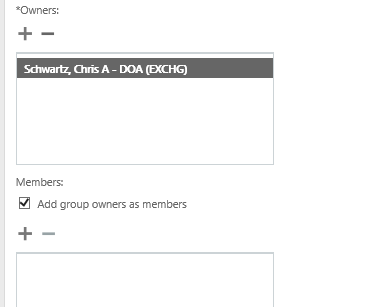 *Owners:
Schwartz, Chris A - DOA (EXCHG)
Members:
Add group owners as members